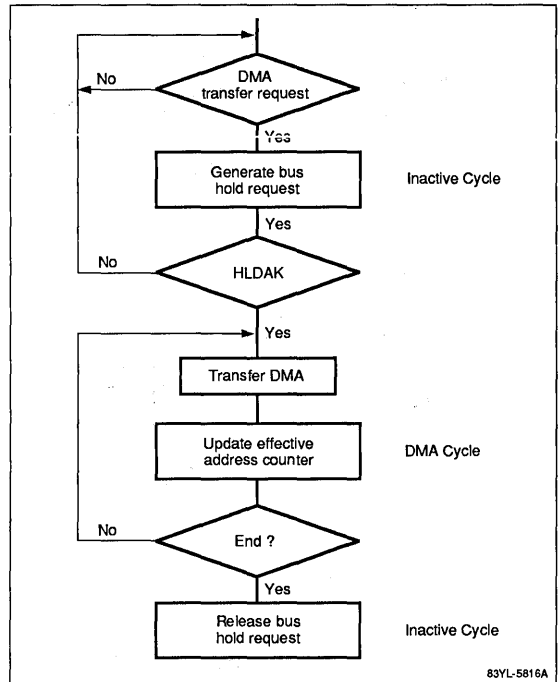 DMA
transfer request
No
Yes
Generate bus
hold request
Inactive Cycle
Yes
No
HLDAK
Yes
Transfer DMA
Update effective
address counter
DMA Cycle
No
End ?
Yes
Release bus
hold request
Inactive Cycle
83YL-5816A